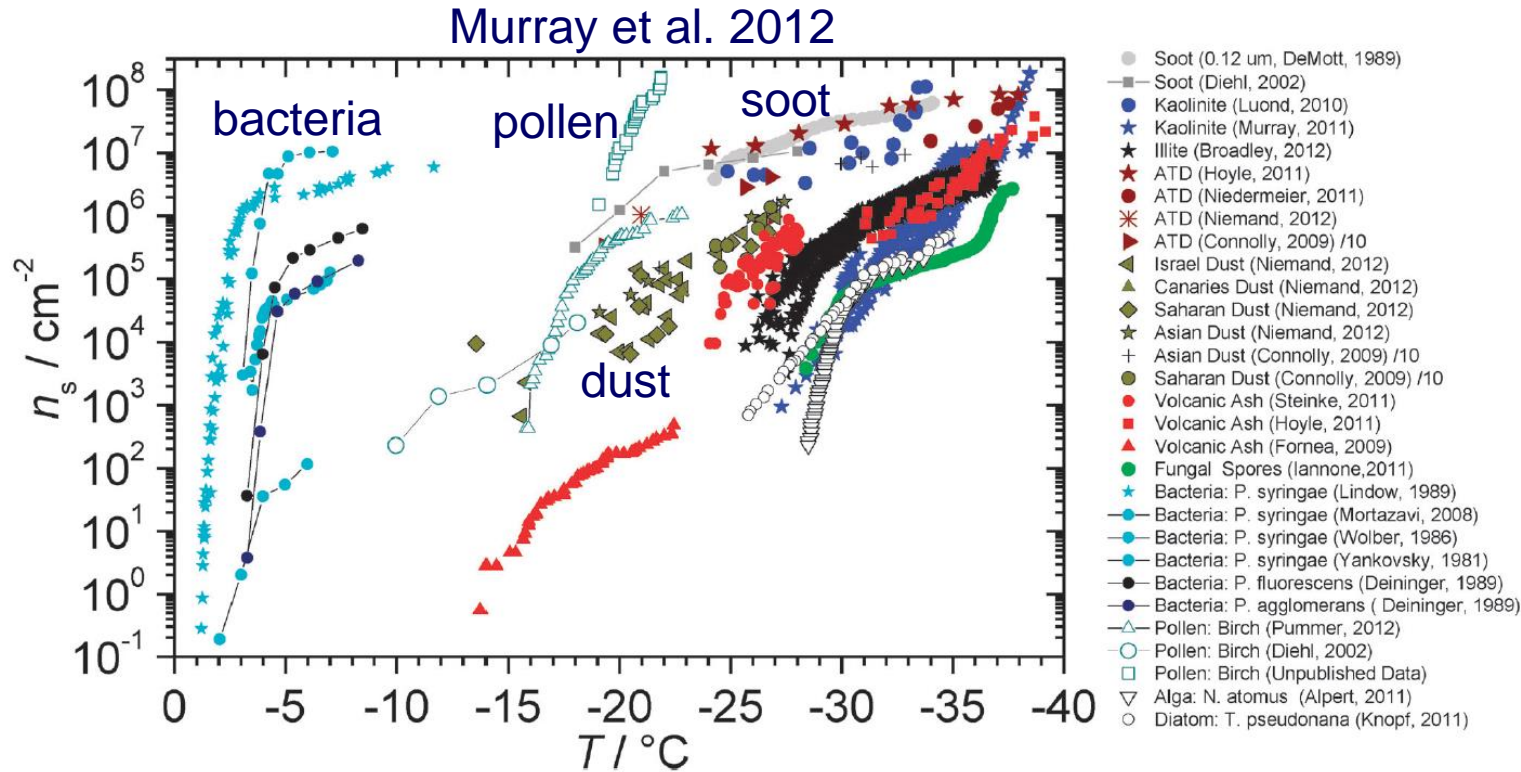 Murray et al. 2012
bacteria
pollen
soot
dust
10^8
10^7
10^6
10^5
10^4
10^3
10^2
10^1
10^0
10^-1
n_s / cm^-2
0 -5 -10 -15 -20 -25 -30 -35 -40
T / °C
Soot (0.12 um, DeMott, 1989)
Soot (Diehl, 2002)
Kaolinite (Luond, 2010)
Kaolinite (Murray, 2011)
Illite (Broadley, 2012)
ATD (Hoyle, 2011)
ATD (Niedermeier, 2011)
ATD (Niemand, 2012)
ATD (Connolly, 2009) /10
Israel Dust (Niemand, 2012)
Canaries Dust (Niemand, 2012)
Saharan Dust (Niemand, 2012)
Asian Dust (Niemand, 2012)
Asian Dust (Connolly, 2009) /10
Saharan Dust (Connolly, 2009) /10
Volcanic Ash (Steinke, 2011)
Volcanic Ash (Hoyle, 2011)
Volcanic Ash (Fornea, 2009)
Fungal Spores (Iannone,2011)
Bacteria: P. syringae (Lindow, 1989)
Bacteria: P. syringae (Mortazavi, 2008)
Bacteria: P. syringae (Wolber, 1986)
Bacteria: P. syringae (Yankovsky, 1981)
Bacteria: P. fluorescens (Deininger, 1989)
Bacteria: P. agglomerans ( Deininger, 1989)
Pollen: Birch (Pummer, 2012)
Pollen: Birch (Diehl, 2002)
Pollen: Birch (Unpublished Data)
Alga: N. atomus (Alpert, 2011)
Diatom: T. pseudonana (Knopf, 2011)